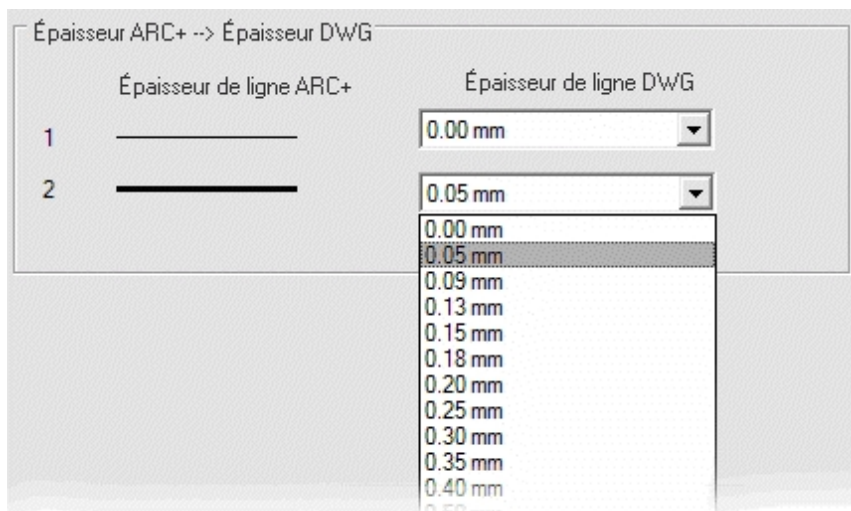 Épaisseur ARC+ --> Épaisseur DWG
Épaisseur de ligne ARC+ Épaisseur de ligne DWG
1 0.00 mm
2 0.05 mm
0.00 mm
0.05 mm
0.09 mm
0.13 mm
0.15 mm
0.18 mm
0.20 mm
0.25 mm
0.30 mm
0.35 mm
0.40 mm